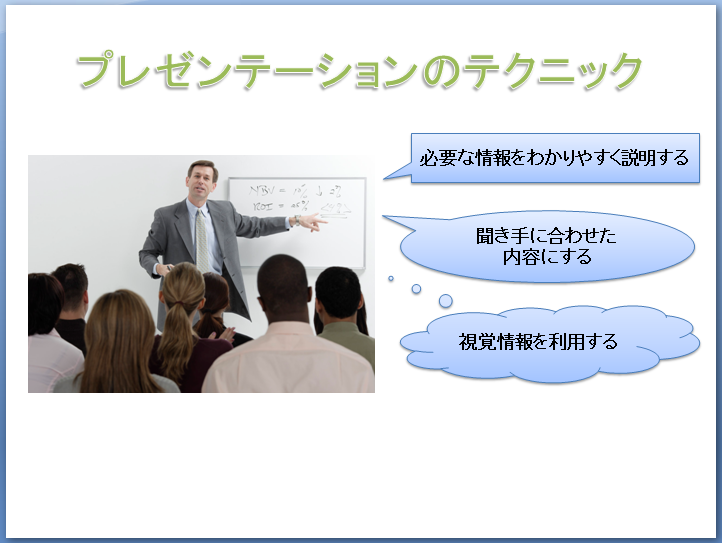 プレゼンテーションのテクニック
必要な情報をわかりやすく説明する
聞き手に合わせた
内容にする
視覚情報を利用する